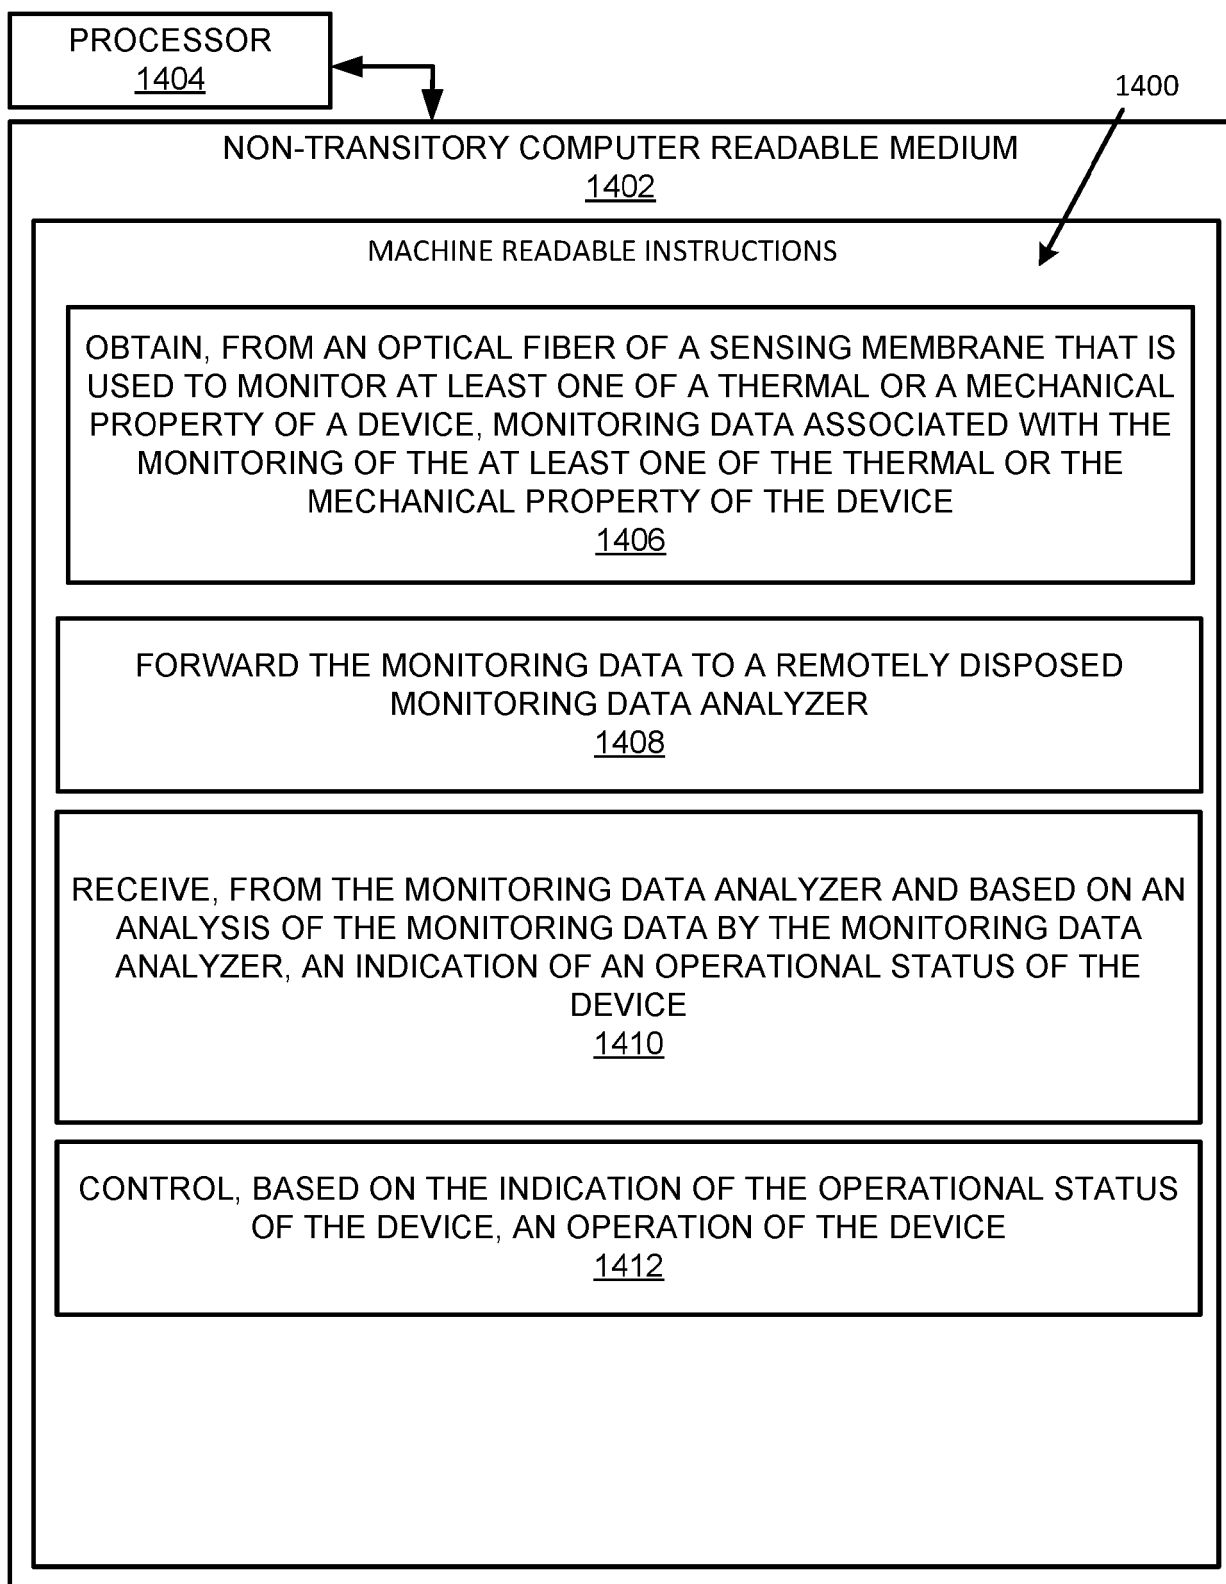 PROCESSOR
1404
1400
NON-TRANSITORY COMPUTER READABLE MEDIUM
1402
MACHINE READABLE INSTRUCTIONS
OBTAIN, FROM AN OPTICAL FIBER OF A SENSING MEMBRANE THAT IS
USED TO MONITOR AT LEAST ONE OF A THERMAL OR A MECHANICAL
PROPERTY OF A DEVICE, MONITORING DATA ASSOCIATED WITH THE
MONITORING OF THE AT LEAST ONE OF THE THERMAL OR THE
MECHANICAL PROPERTY OF THE DEVICE
1406
FORWARD THE MONITORING DATA TO A REMOTELY DISPOSED
MONITORING DATA ANALYZER
1408
RECEIVE, FROM THE MONITORING DATA ANALYZER AND BASED ON AN
ANALYSIS OF THE MONITORING DATA BY THE MONITORING DATA
ANALYZER, AN INDICATION OF AN OPERATIONAL STATUS OF THE
DEVICE
1410
CONTROL, BASED ON THE INDICATION OF THE OPERATIONAL STATUS
OF THE DEVICE, AN OPERATION OF THE DEVICE
1412